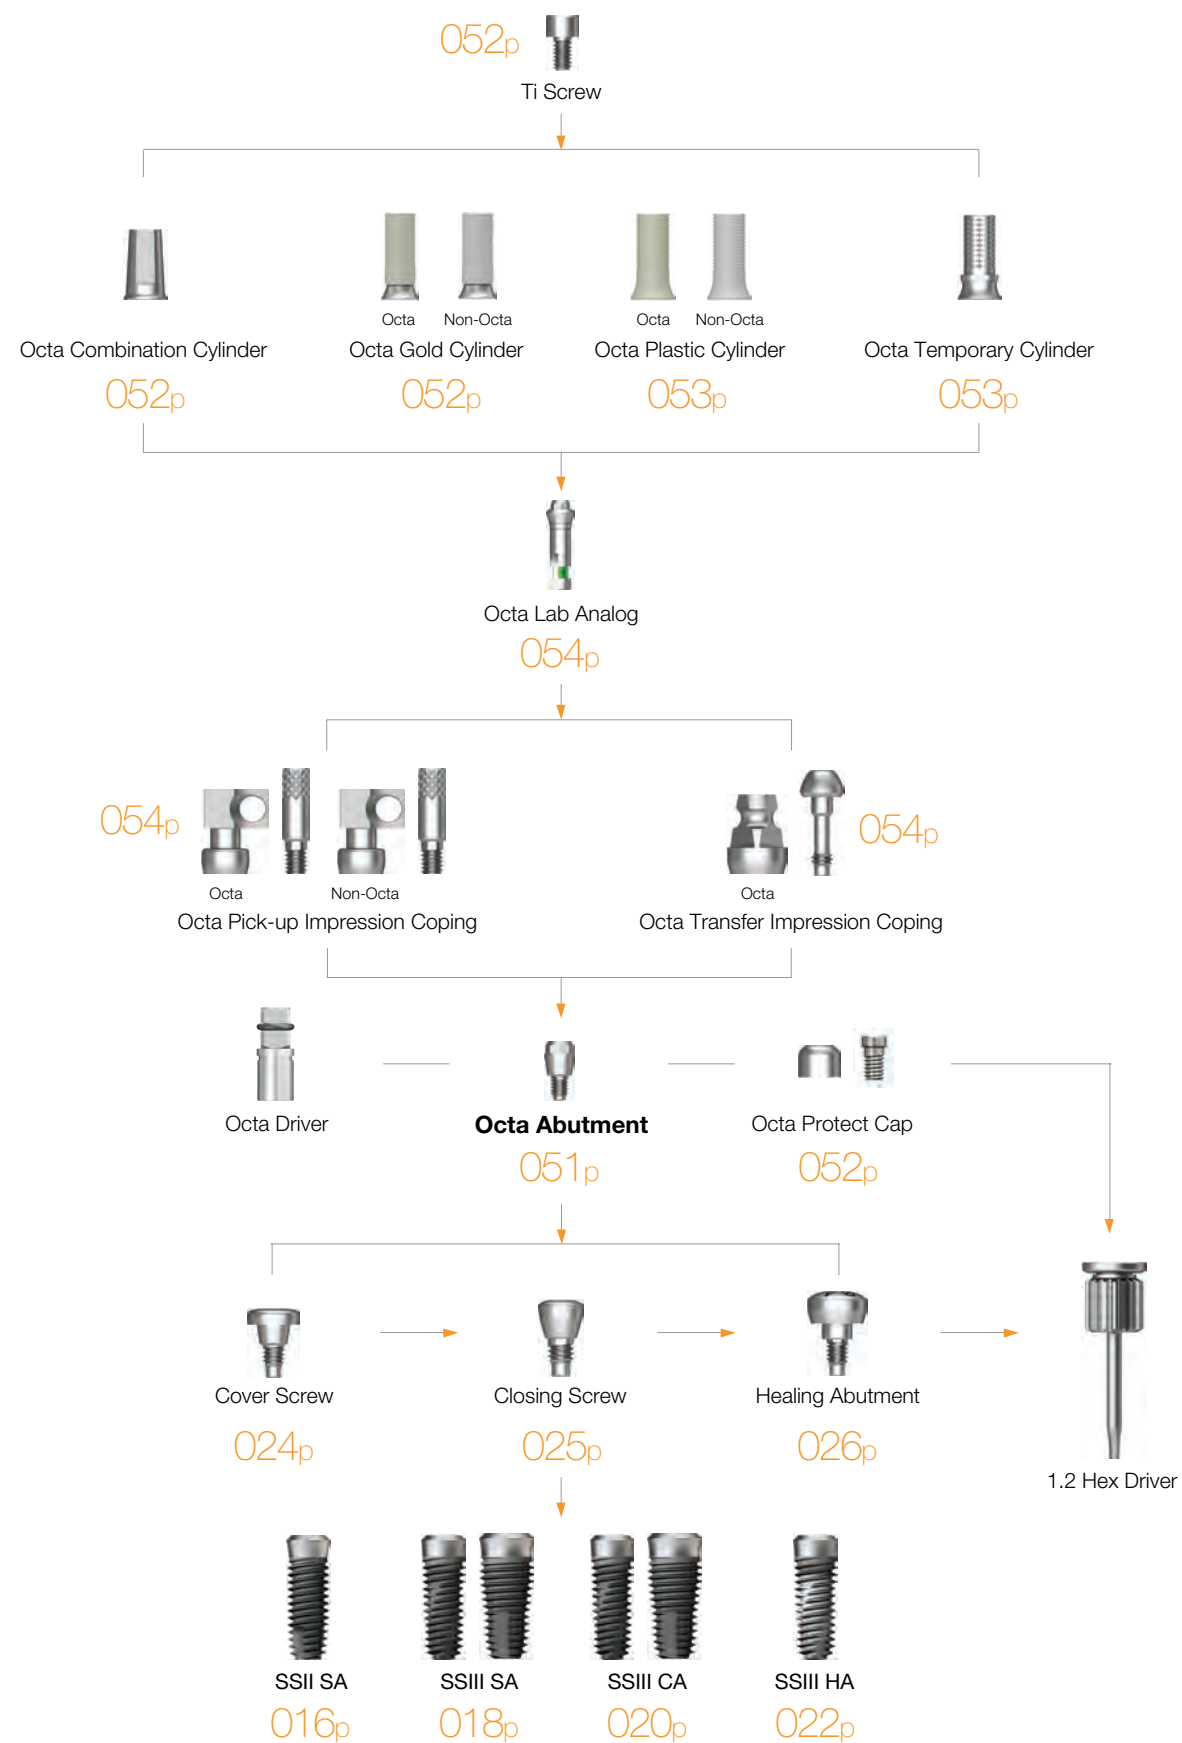 052p
Ti Screw
Octa Non-Octa Octa Non-Octa
Octa Combination Cylinder Octa Gold Cylinder Octa Plastic Cylinder Octa Temporary Cylinder
052p 052p 053p 053p
Octa Lab Analog
054p
054p 054p
Octa Non-Octa Octa
Octa Pick-up Impression Coping Octa Transfer Impression Coping
Octa Driver Octa Abutment Octa Protect Cap
051p 052p
Cover Screw Closing Screw Healing Abutment
024p 025p 026p
1.2 Hex Driver
SSII SA SSIII SA SSIII CA SSIII HA
016p 018p 020p 022p